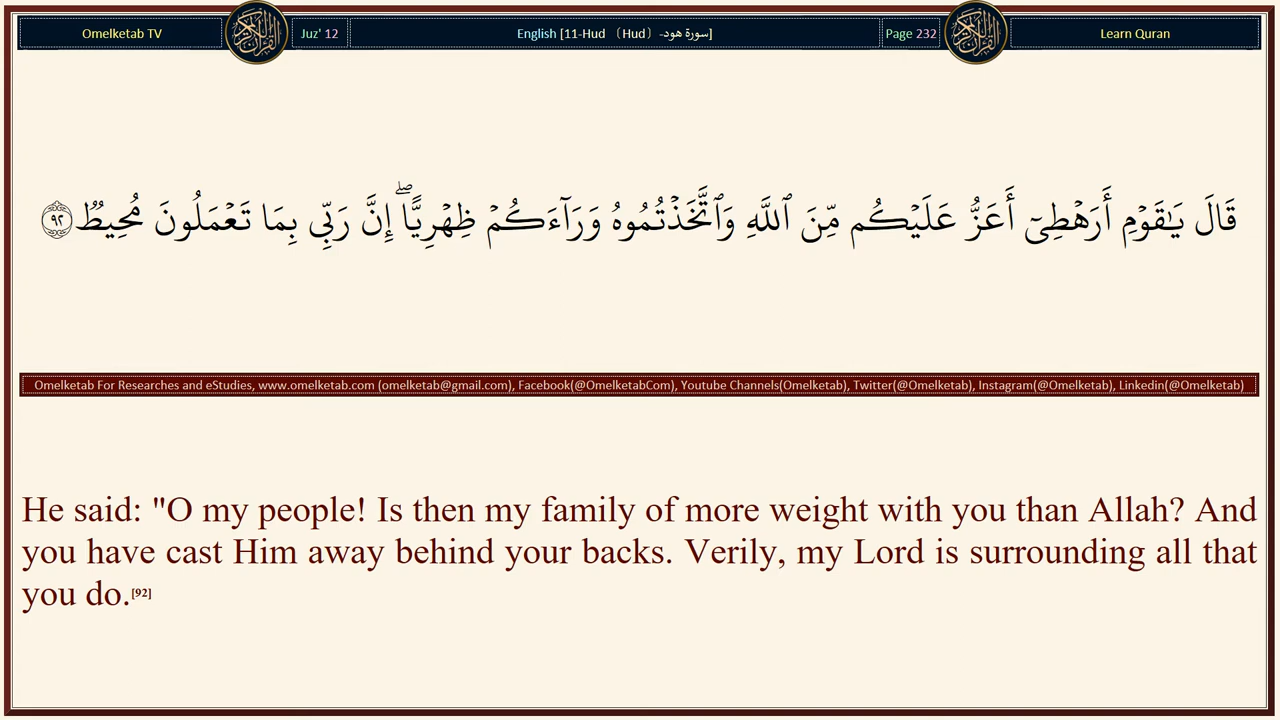 Omelketab TV
Juz' 12
English [11-Hud (Hud) -سورة هود]
Page 232
Learn Quran
قَالَ يَـٰقَوۡمِ أَرَهۡطِيٓ أَعَزُّ عَلَيۡكُم مِّنَ ٱللَّهِ وَٱتَّخَذۡتُمُوهُ وَرَآءَكُمۡ ظِهۡرِيًّاۖ إِنَّ رَبِّي بِمَا تَعۡمَلُونَ مُحِيطٞ ٩٢
Omelketab For Researches and eStudies, www.omelketab.com (omelketab@gmail.com), Facebook(@OmelketabCom), Youtube Channels(Omelketab), Twitter(@Omelketab), Instagram(@Omelketab), Linkedin(@Omelketab)
He said: "O my people! Is then my family of more weight with you than Allah? And
you have cast Him away behind your backs. Verily, my Lord is surrounding all that
you do.[92]